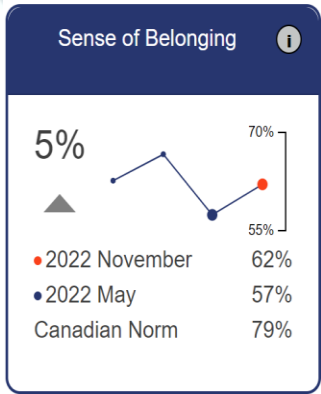 Sense of Belonging i
5%
70%
55%
2022 November 62%
2022 May 57%
Canadian Norm 79%